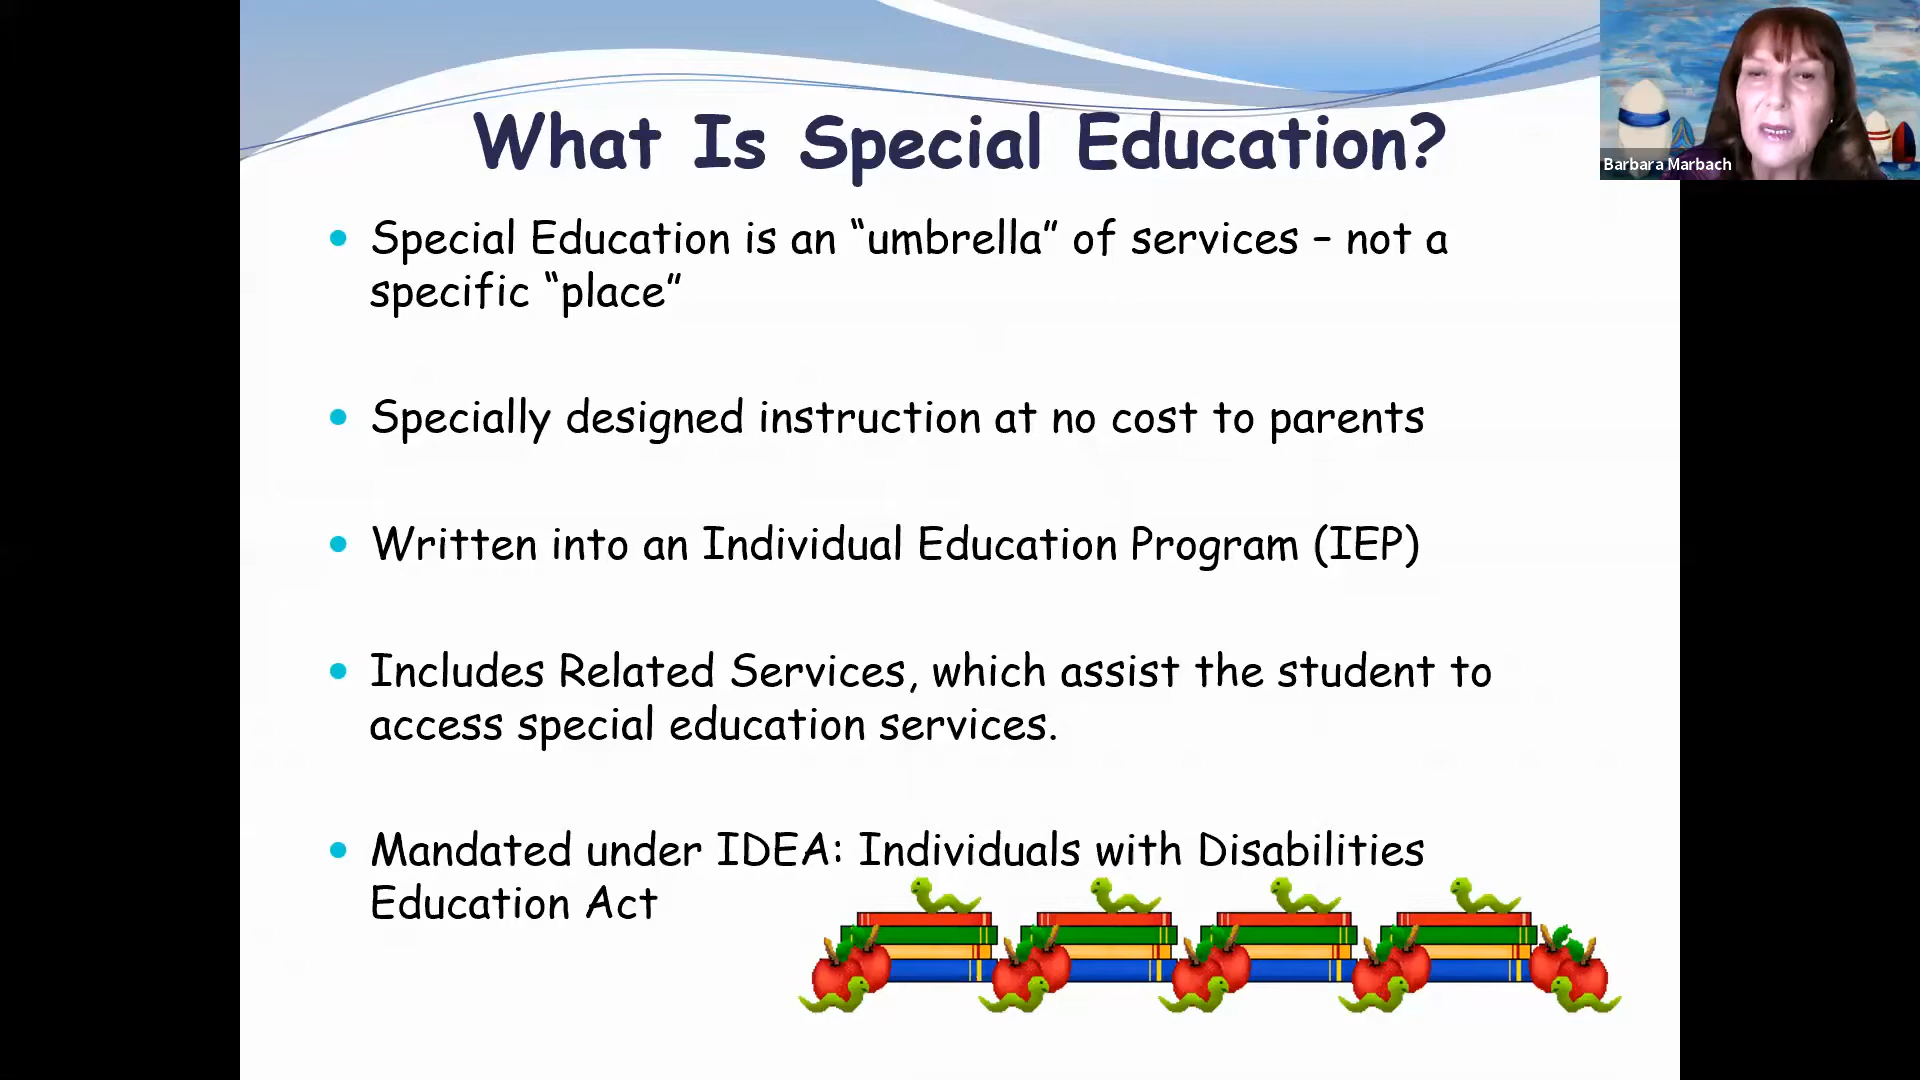 What Is Special Education?
Barbara Marbach
• Special Education is an “umbrella” of services – not a
specific “place”
• Specially designed instruction at no cost to parents
• Written into an Individual Education Program (IEP)
• Includes Related Services, which assist the student to
access special education services.
• Mandated under IDEA: Individuals with Disabilities
Education Act